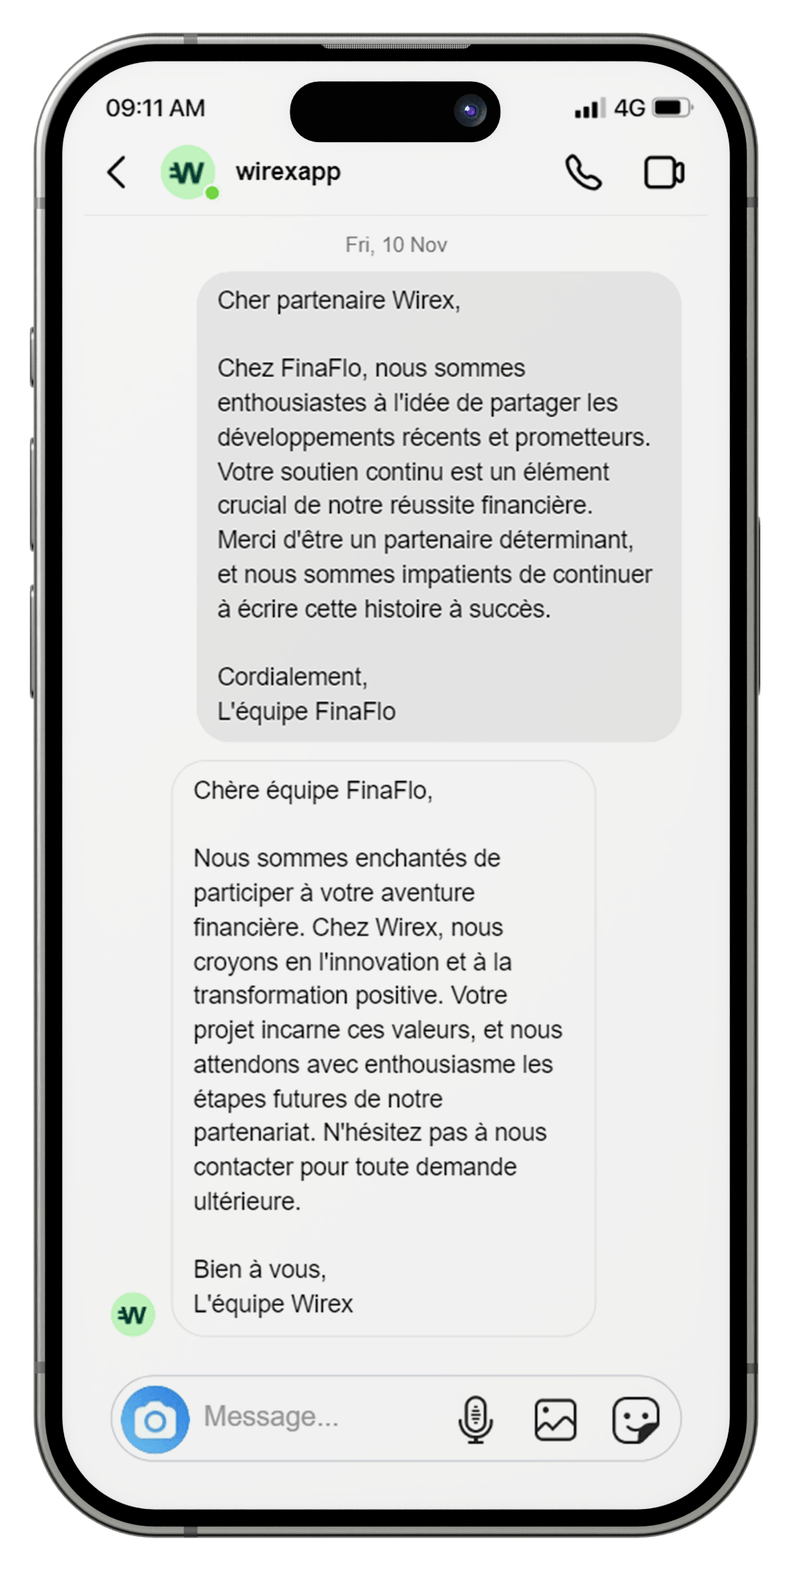 09:11 AM
4G
wirexapp
Fri, 10 Nov
Cher partenaire Wirex,
Chez FinaFlo, nous sommes
enthousiastes à l'idée de partager les
développements récents et prometteurs.
Votre soutien continu est un élément
crucial de notre réussite financière.
Merci d'être un partenaire déterminant,
et nous sommes impatients de continuer
à écrire cette histoire à succès.
Cordialement,
L'équipe FinaFlo
Chère équipe FinaFlo,
Nous sommes enchantés de
participer à votre aventure
financière. Chez Wirex, nous
croyons en l'innovation et à la
transformation positive. Votre
projet incarne ces valeurs, et nous
attendons avec enthousiasme les
étapes futures de notre
partenariat. N'hésitez pas à nous
contacter pour toute demande
ultérieure.
Bien à vous,
L'équipe Wirex
Message...